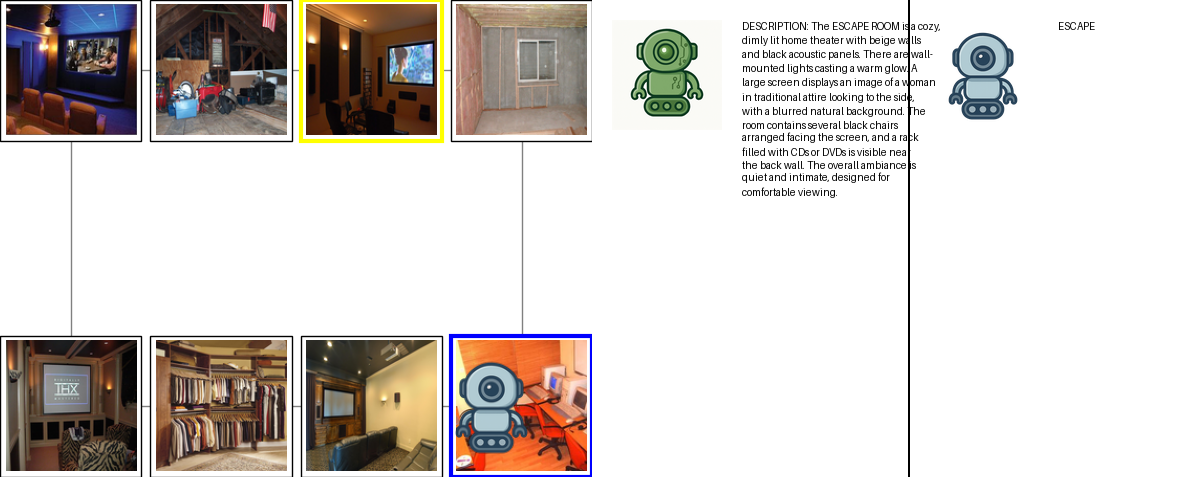 DESCRIPTION: The ESCAPE ROOM is a cozy,
dimly lit home theater with beige walls
and black acoustic panels. There are wall-
mounted lights casting a warm glow. A
large screen displays an image of a woman
in traditional attire looking to the side,
with a blurred natural background. The
room contains several black chairs
arranged facing the screen, and a rack
filled with CDs or DVDs is visible near
the back wall. The overall ambiance is
quiet and intimate, designed for
comfortable viewing.
ESCAPE
THX